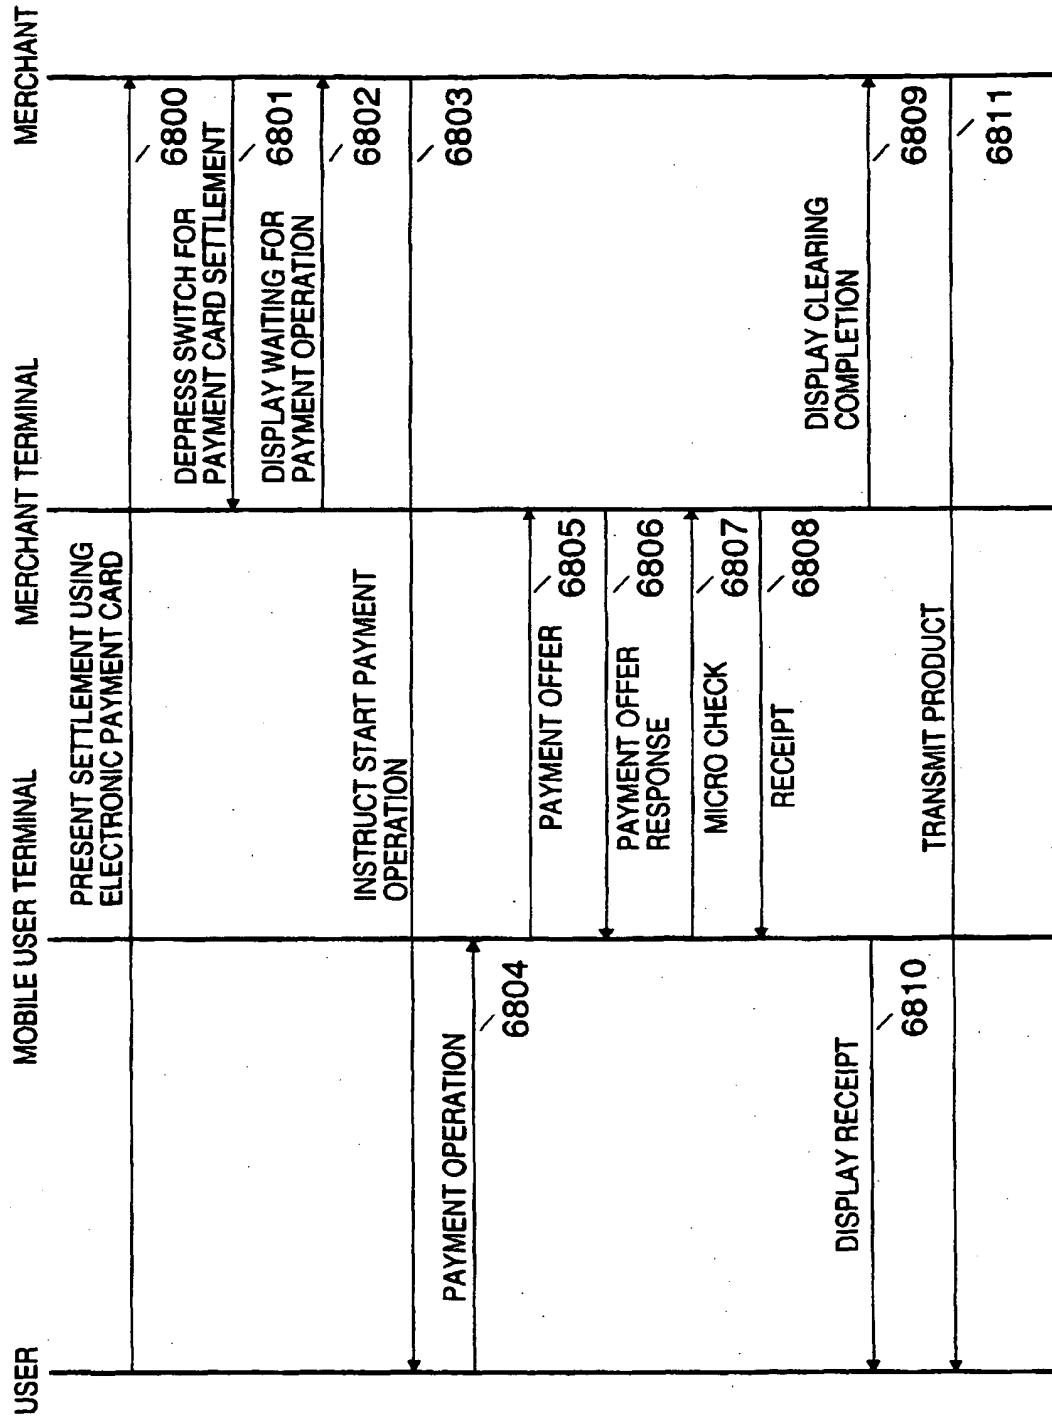 USER
MOBILE USER TERMINAL
MERCHANT TERMINAL
MERCHANT
PRESENT SETTLEMENT USING
ELECTRONIC PAYMENT CARD
6800
DEPRESS SWITCH FOR
PAYMENT CARD SETTLEMENT
6801
DISPLAY WAITING FOR
PAYMENT OPERATION
6802
INSTRUCT START PAYMENT
OPERATION
6803
PAYMENT OPERATION
6804
PAYMENT OFFER
6805
PAYMENT OFFER
RESPONSE
6806
MICRO CHECK
6807
RECEIPT
6808
DISPLAY CLEARING
COMPLETION
6809
DISPLAY RECEIPT
6810
TRANSMIT PRODUCT
6811